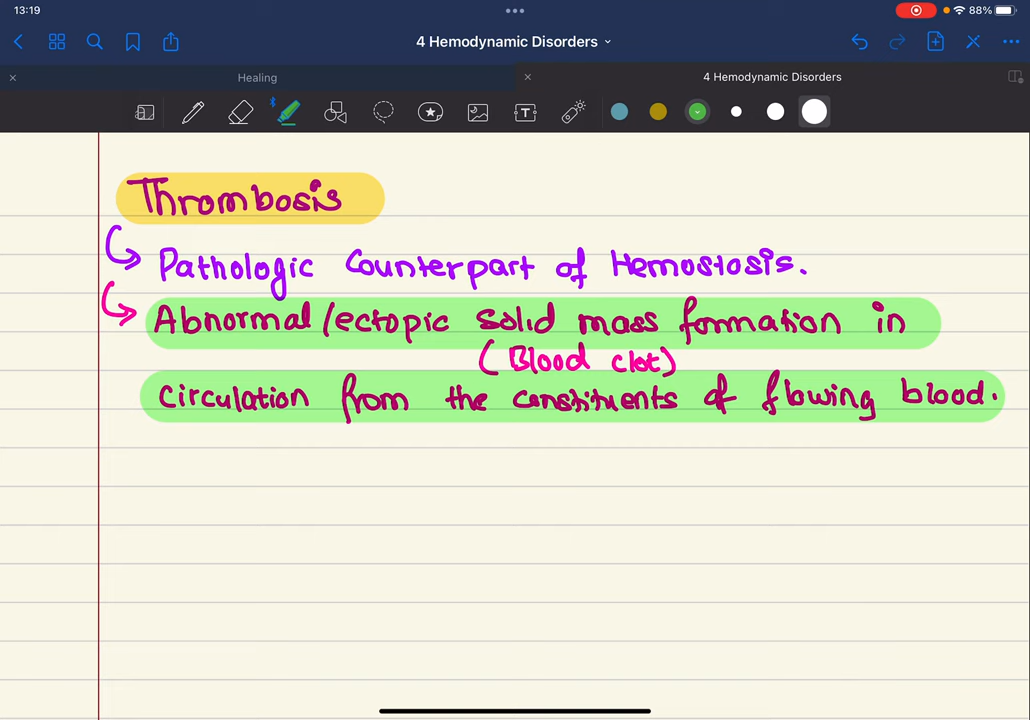 13:19
88%
4 Hemodynamic Disorders
Healing
4 Hemodynamic Disorders
T
Thrombosis
Pathologic Counterpart of Hemostosis.
Abnormal/ectopic solid mass formation in
(Blood clot)
circulation from the constituents of flowing blood.